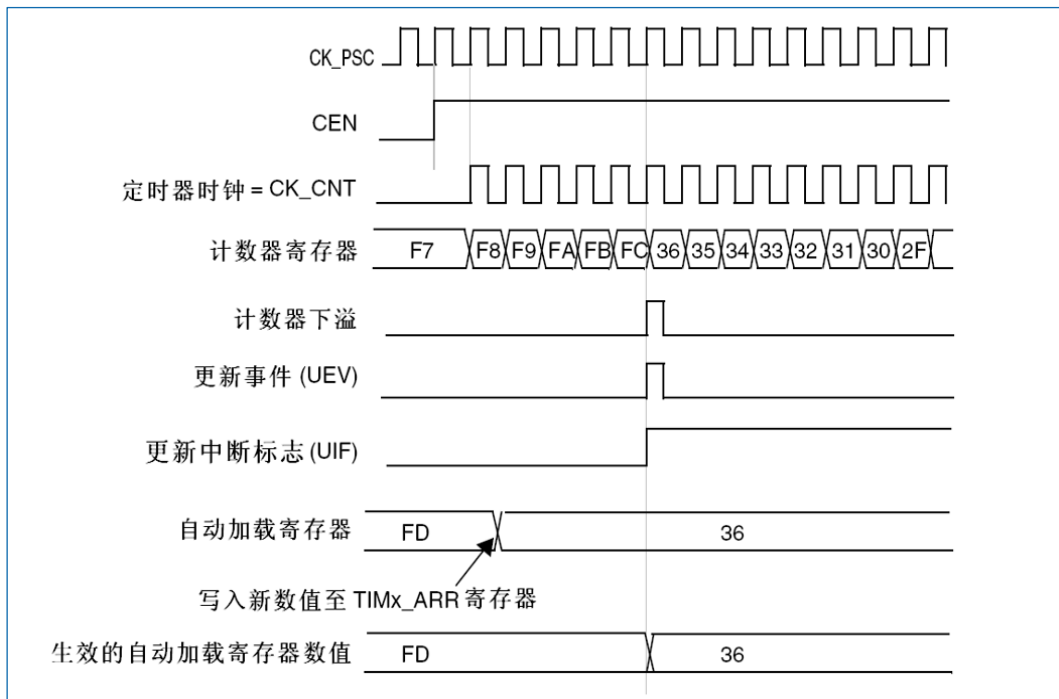 CK_PSC
CEN
定时器时钟 = CK_CNT
计数器寄存器 F7 F8 F9 FA FB FC 36 35 34 33 32 31 30 2F
计数器下溢
更新事件 (UEV)
更新中断标志 (UIF)
自动加载寄存器 FD 36
写入新数值至 TIMx_ARR 寄存器
生效的自动加载寄存器数值 FD 36